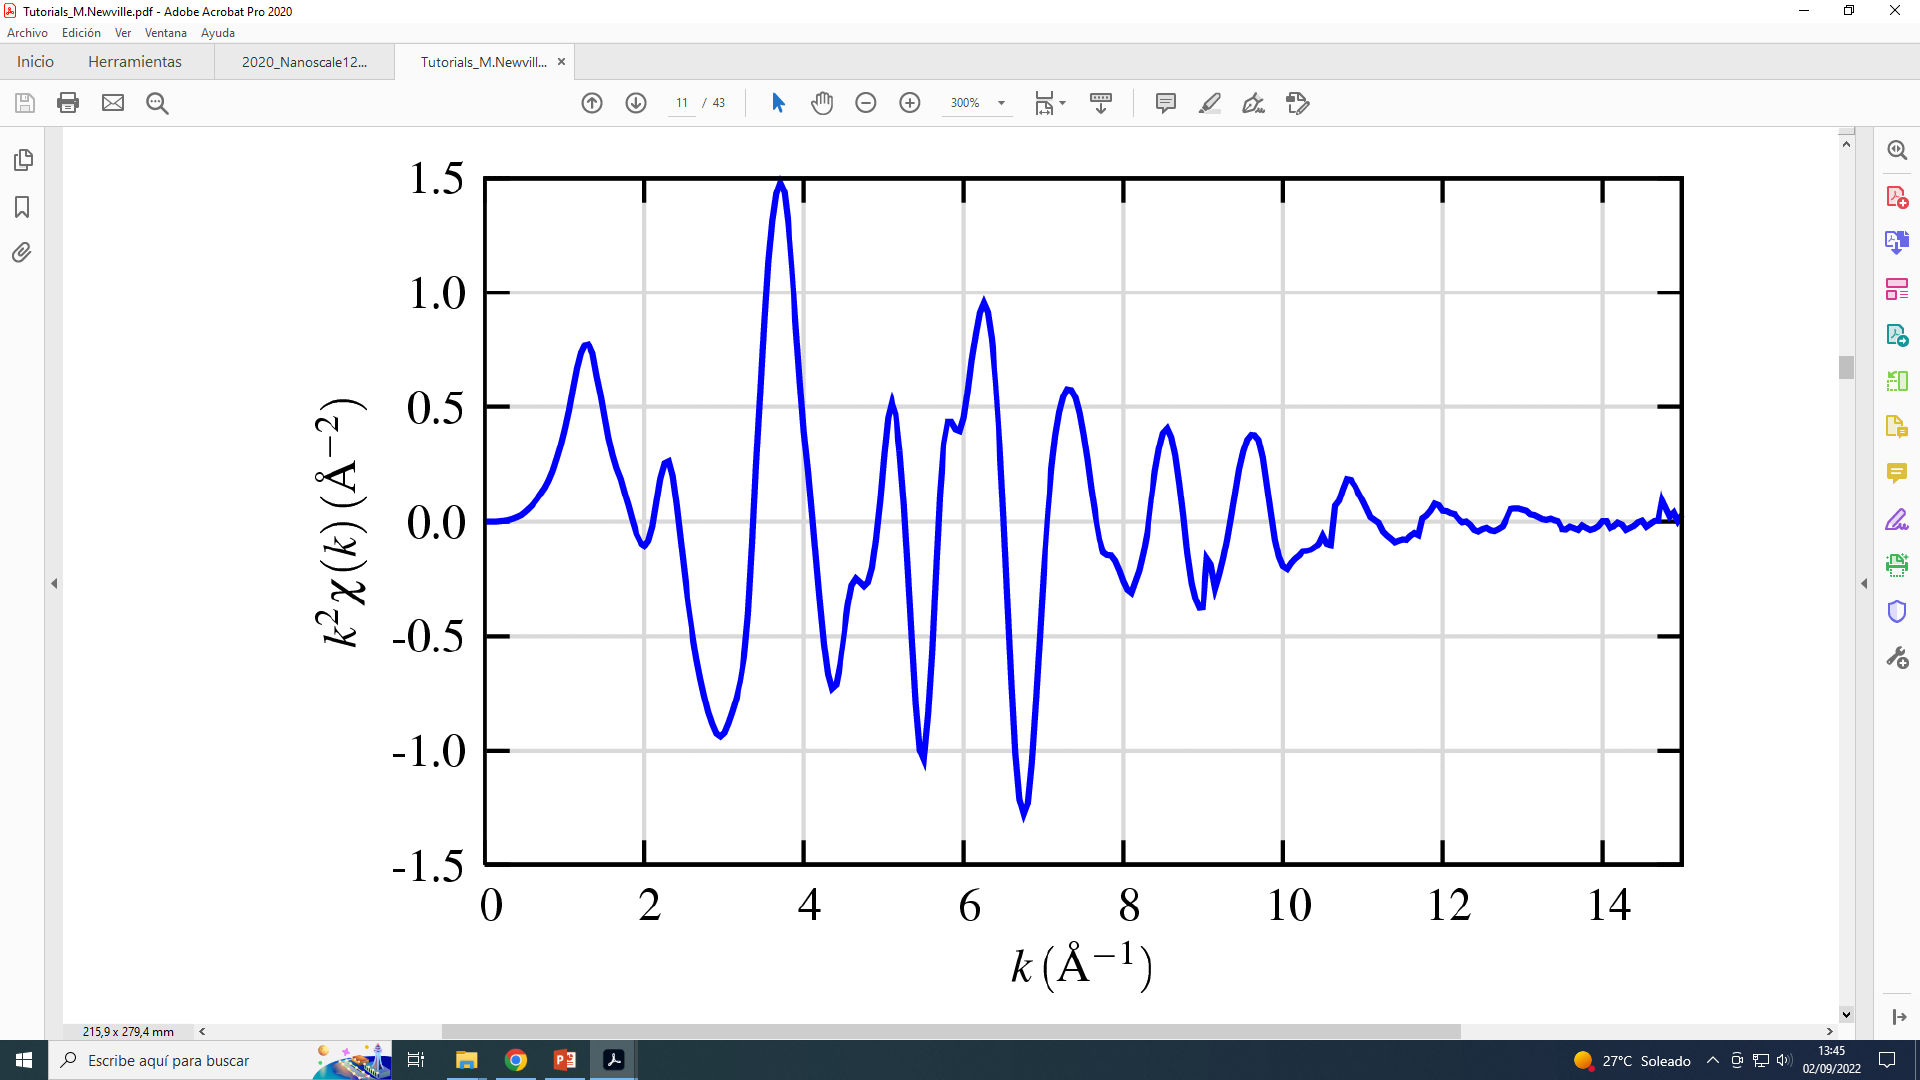 Tutorials_M.Newville.pdf - Adobe Acrobat Pro 2020
Archivo Edición Ver Ventana Ayuda
Inicio Herramientas 2020_Nanoscale12... Tutorials_M.Newvill... ×
11 / 43 300%
1.5
1.0
0.5
0.0
-0.5
-1.0
-1.5
k²χ(k) (Å⁻²)
0 2 4 6 8 10 12 14
k (Å⁻¹)
215,9 x 279,4 mm
Escribe aquí para buscar
27°C Soleado
13:45
02/09/2022